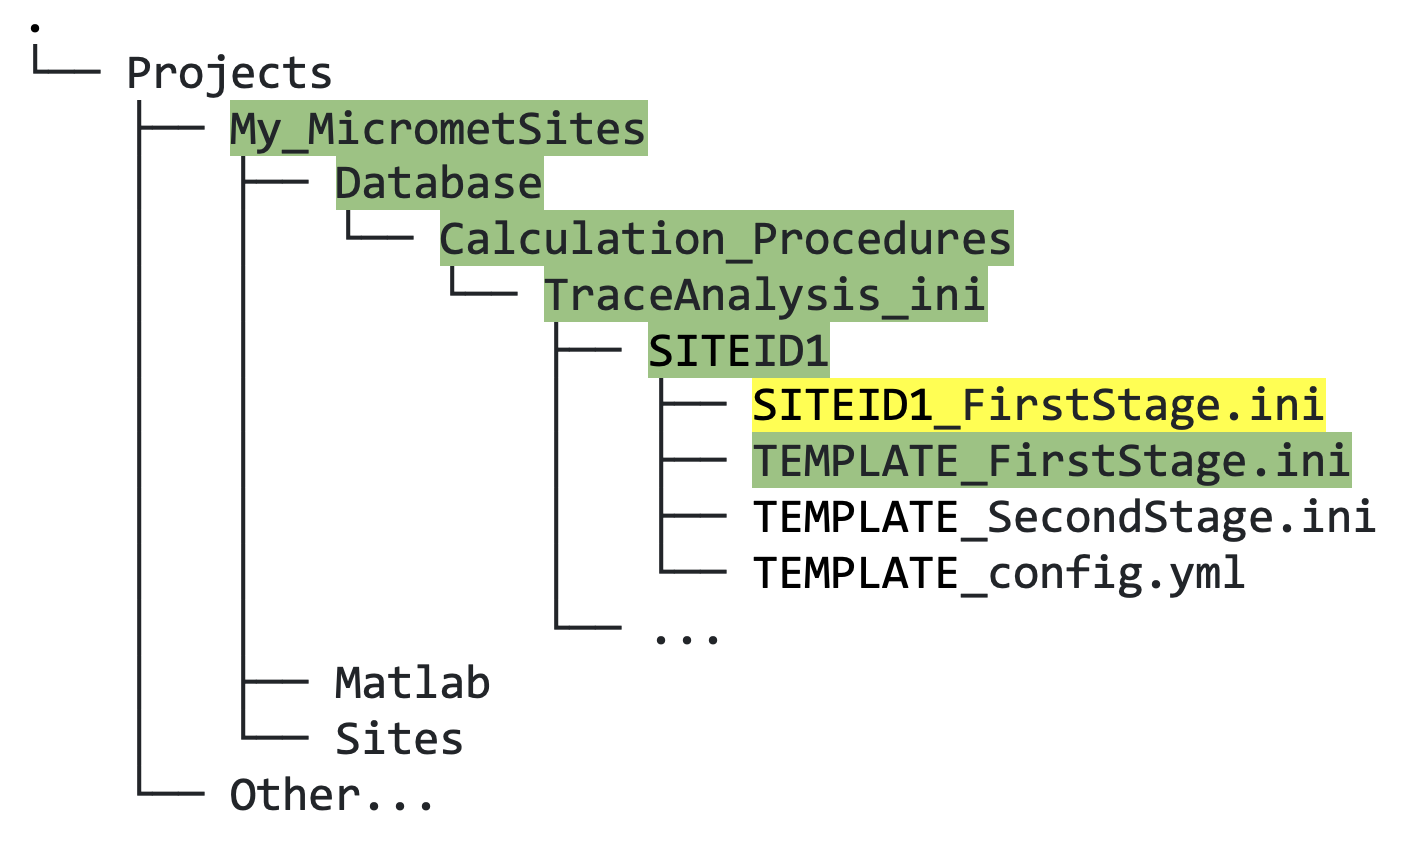 .
└── Projects
├── My_MicrometSites
├── Database
└── Calculation_Procedures
└── TraceAnalysis_ini
├── SITEID1
├── SITEID1_FirstStage.ini
├── TEMPLATE_FirstStage.ini
├── TEMPLATE_SecondStage.ini
└── TEMPLATE_config.yml
└── ...
├── Matlab
└── Sites
└── Other...